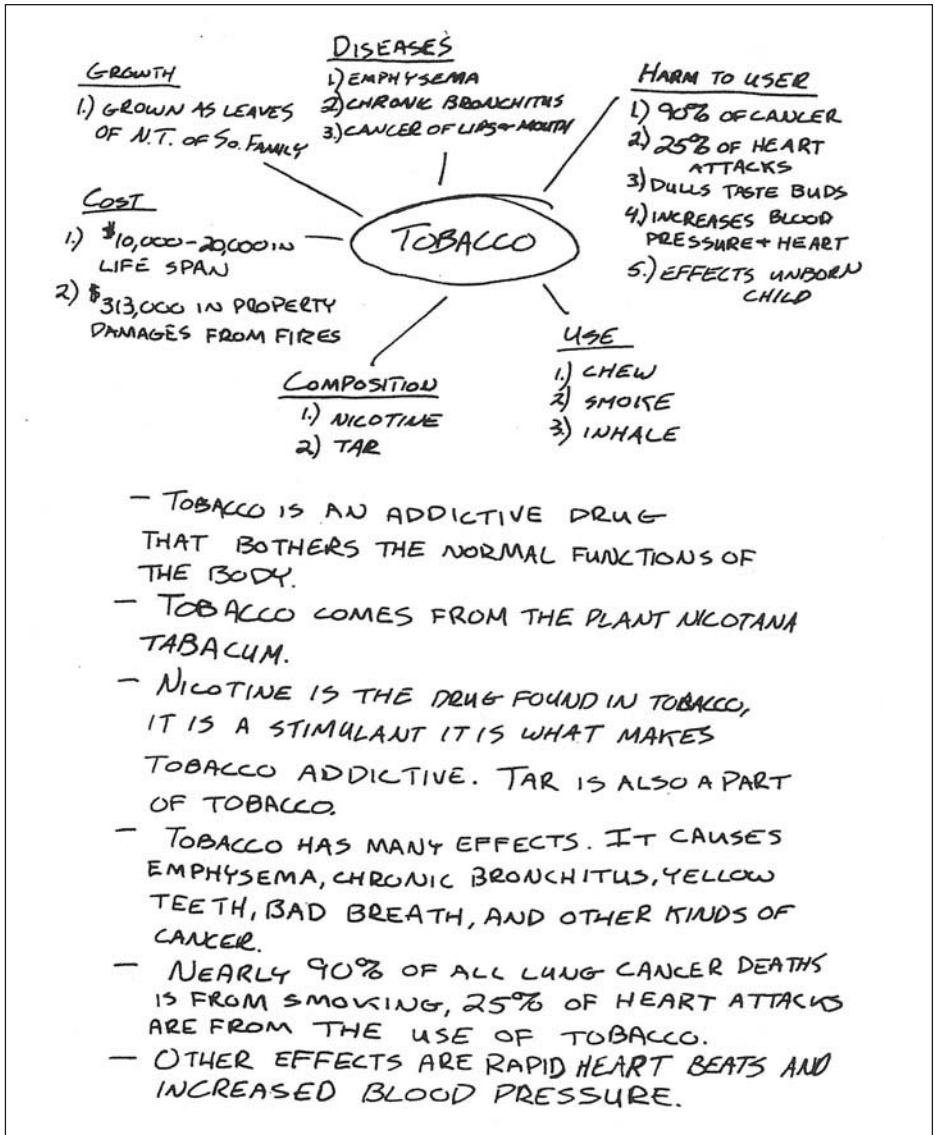 DISEASES
1.) EMPHYSEMA
2.) CHRONIC BRONCHITUS
3.) CANCER OF LIPS & MOUTH
GROWTH
1.) GROWN AS LEAVES
OF N.T. OF SO. FAMILY
HARM TO USER
1.) 90% OF CANCER
2.) 25% OF HEART
ATTACKS
3) DULLS TASTE BUDS
4.) INCREASES BLOOD
PRESSURE + HEART
5.) EFFECTS UNBORN
CHILD
COST
1.) $10,000-20,000 IN
LIFE SPAN
2) $313,000 IN PROPERTY
DAMAGES FROM FIRES
TOBACCO
COMPOSITION
1.) NICOTINE
2) TAR
USE
1.) CHEW
2) SMOKE
3.) INHALE
- TOBACCO IS AN ADDICTIVE DRUG
THAT BOTHERS THE NORMAL FUNCTIONS OF
THE BODY.
- TOBACCO COMES FROM THE PLANT NICOTANA
TABACUM.
- NICOTINE IS THE DRUG FOUND IN TOBACCO,
IT IS A STIMULANT IT IS WHAT MAKES
TOBACCO ADDICTIVE. TAR IS ALSO A PART
OF TOBACCO.
- TOBACCO HAS MANY EFFECTS. IT CAUSES
EMPHYSEMA, CHRONIC BRONCHITUS, YELLOW
TEETH, BAD BREATH, AND OTHER KINDS OF
CANCER.
- NEARLY 90% OF ALL LUNG CANCER DEATHS
IS FROM SMOKING, 25% OF HEART ATTACKS
ARE FROM THE USE OF TOBACCO.
- OTHER EFFECTS ARE RAPID HEART BEATS AND
INCREASED BLOOD PRESSURE.